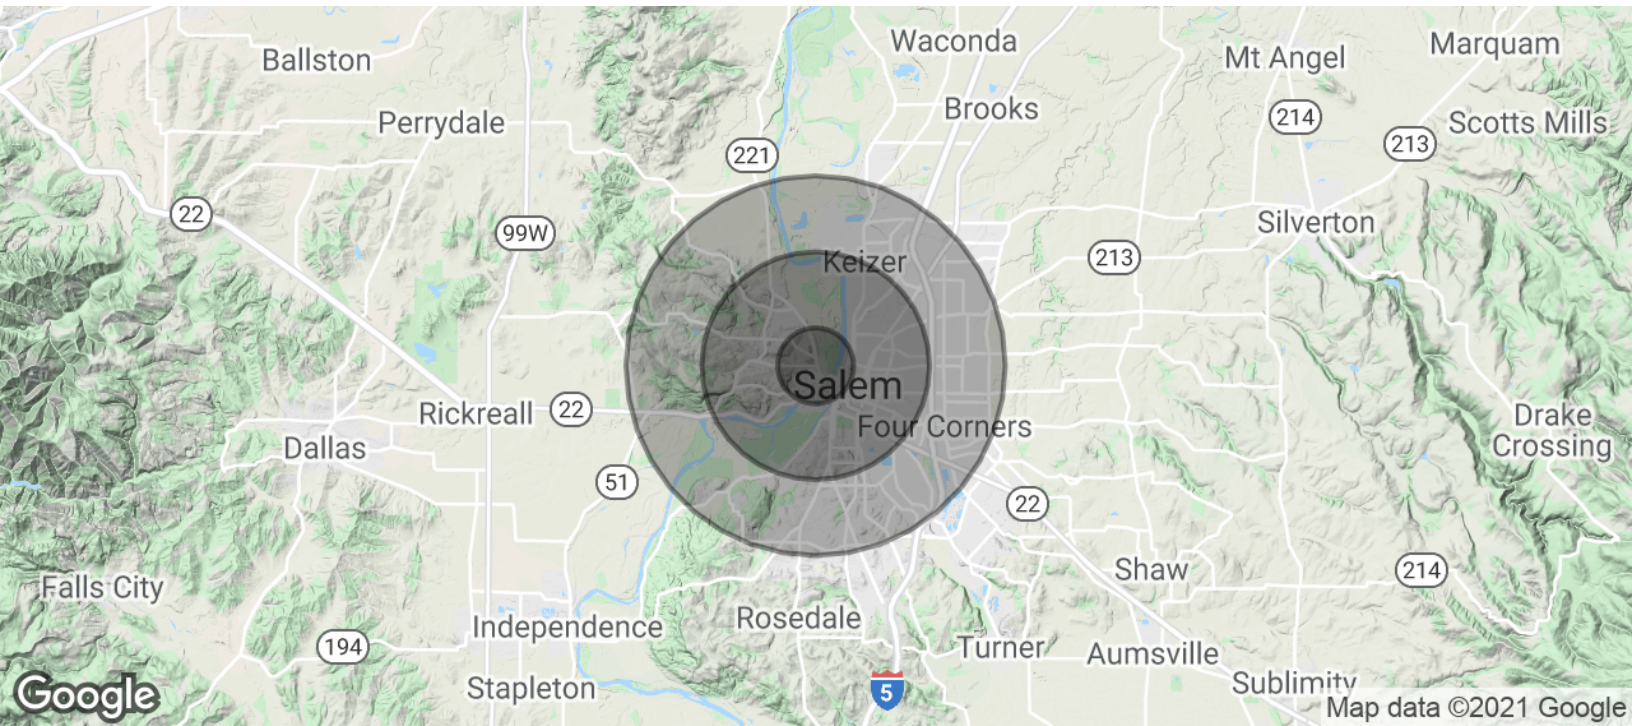 Waconda
Marquam
Ballston
Mt Angel
Brooks
214
Perrydale
Scotts Mills
213
221
22
Silverton
99W
213
Keizer
Salem
22
Rickreall
Drake
Crossing
Four Corners
Dallas
51
22
Shaw
214
Falls City
Rosedale
Independence
194
Turner
Aumsville
Sublimity
Stapleton
5
Google
Map data ©2021 Google